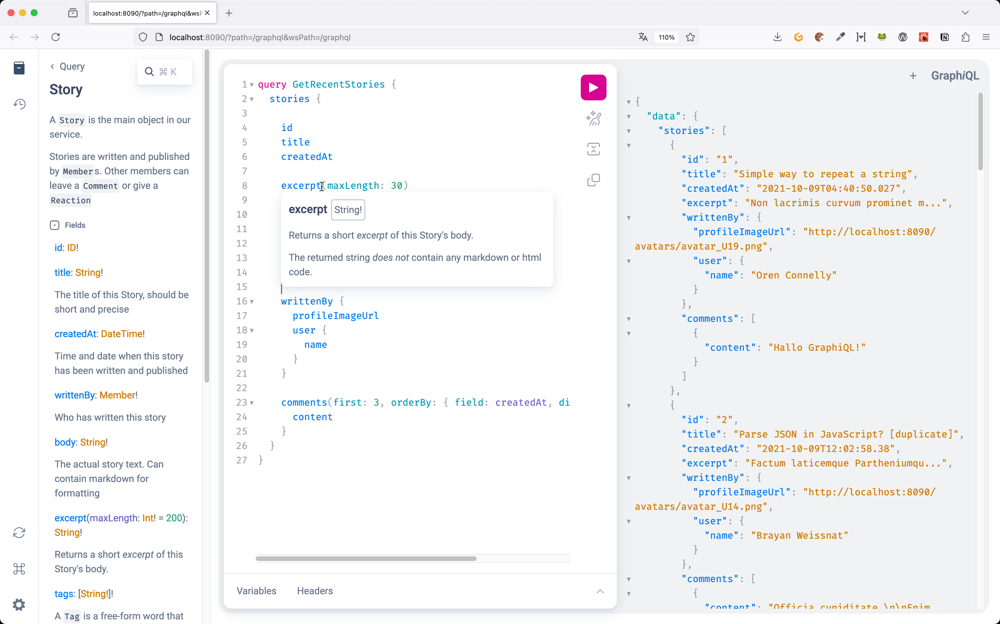 localhost:8090/?path=/graphql&wsP
localhost:8090/?path=/graphql&wsPath=/graphql
110%
Query
⌘ K
Story
A Story is the main object in our
service.
Stories are written and published
by Members. Other members can
leave a Comment or give a
Reaction
Fields
id: ID!
title: String!
The title of this Story, should be
short and precise
createdAt: DateTime!
Time and date when this story
has been written and published
writtenBy: Member!
Who has written this story
body: String!
The actual story text. Can
contain markdown for
formatting
excerpt(maxLength: Int! = 200):
String!
Returns a short excerpt of this
Story's body.
tags: [String!]!
A Tag is a free-form word that
1 query GetRecentStories {
2 stories {
3
4 id
5 title
6 createdAt
7
8 excerpt(maxLength: 30)
9
10
11
12
13
14
15
excerpt String!
Returns a short excerpt of this Story's body.
The returned string does not contain any markdown or html
code.
16 writtenBy {
17 profileImageUrl
18 user {
19 name
20 }
21 }
22
23 comments(first: 3, orderBy: { field: createdAt, di
24 content
25 }
26 }
27 }
Variables
Headers
+ GraphiQL
{
"data": {
"stories": [
{
"id": "1",
"title": "Simple way to repeat a string",
"createdAt": "2021-10-09T04:40:50.027",
"excerpt": "Non lacrimis curvum prominet m...",
"writtenBy": {
"profileImageUrl": "http://localhost:8090/
avatars/avatar_U19.png",
"user": {
"name": "Oren Connelly"
}
},
"comments": [
{
"content": "Hallo GraphiQL!"
}
]
},
{
"id": "2",
"title": "Parse JSON in JavaScript? [duplicate]",
"createdAt": "2021-10-09T12:02:58.38",
"excerpt": "Factum laticemque Partheniumqu...",
"writtenBy": {
"profileImageUrl": "http://localhost:8090/
avatars/avatar_U14.png",
"user": {
"name": "Brayan Weissnat"
}
},
"comments": [
{
"content": "Officia cupiditate.\n\nEnim